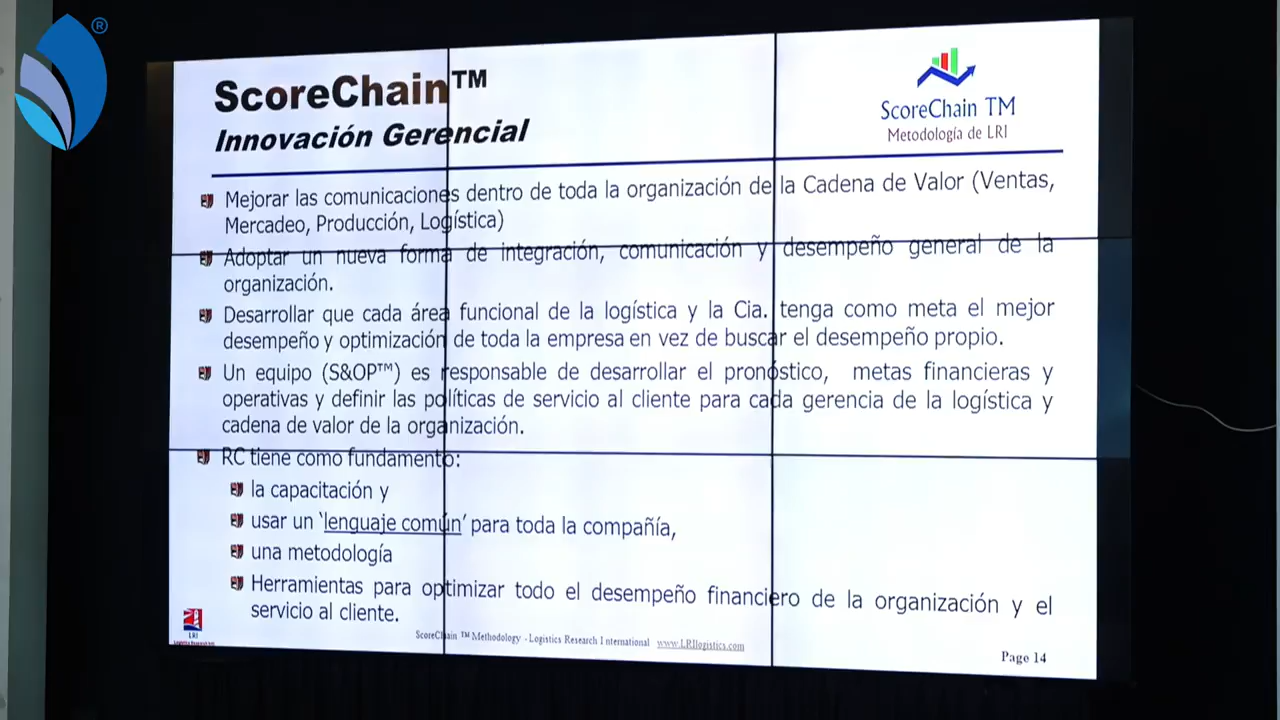 ®
ScoreChain™
Innovación Gerencial
ScoreChain TM
Metodología de LRI
Mejorar las comunicaciones dentro de toda la organización de la Cadena de Valor (Ventas,
Mercadeo, Producción, Logística)
Adoptar un nueva forma de integración, comunicación y desempeño general de la
organización.
Desarrollar que cada área funcional de la logística y la Cia. tenga como meta el mejor
desempeño y optimización de toda la empresa en vez de buscar el desempeño propio.
Un equipo (S&OP™) es responsable de desarrollar el pronóstico, metas financieras y
operativas y definir las políticas de servicio al cliente para cada gerencia de la logística y
cadena de valor de la organización.
RC tiene como fundamento:
la capacitación y
usar un ‘lenguaje común’ para toda la compañía,
una metodología
Herramientas para optimizar todo el desempeño financiero de la organización y el
servicio al cliente.
LRI
ScoreChain ™ Methodology - Logistics Research International www.LRIlogistics.com
Page 14